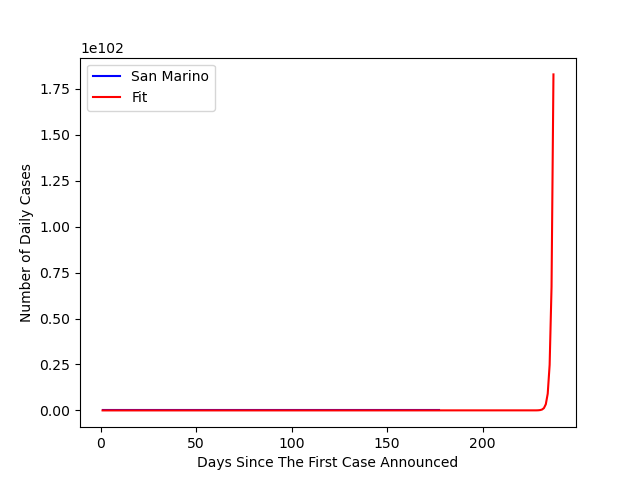 1e102
San Marino
Fit
1.75
1.50
1.25
1.00
0.75
0.50
0.25
0.00
Number of Daily Cases
0 50 100 150 200
Days Since The First Case Announced